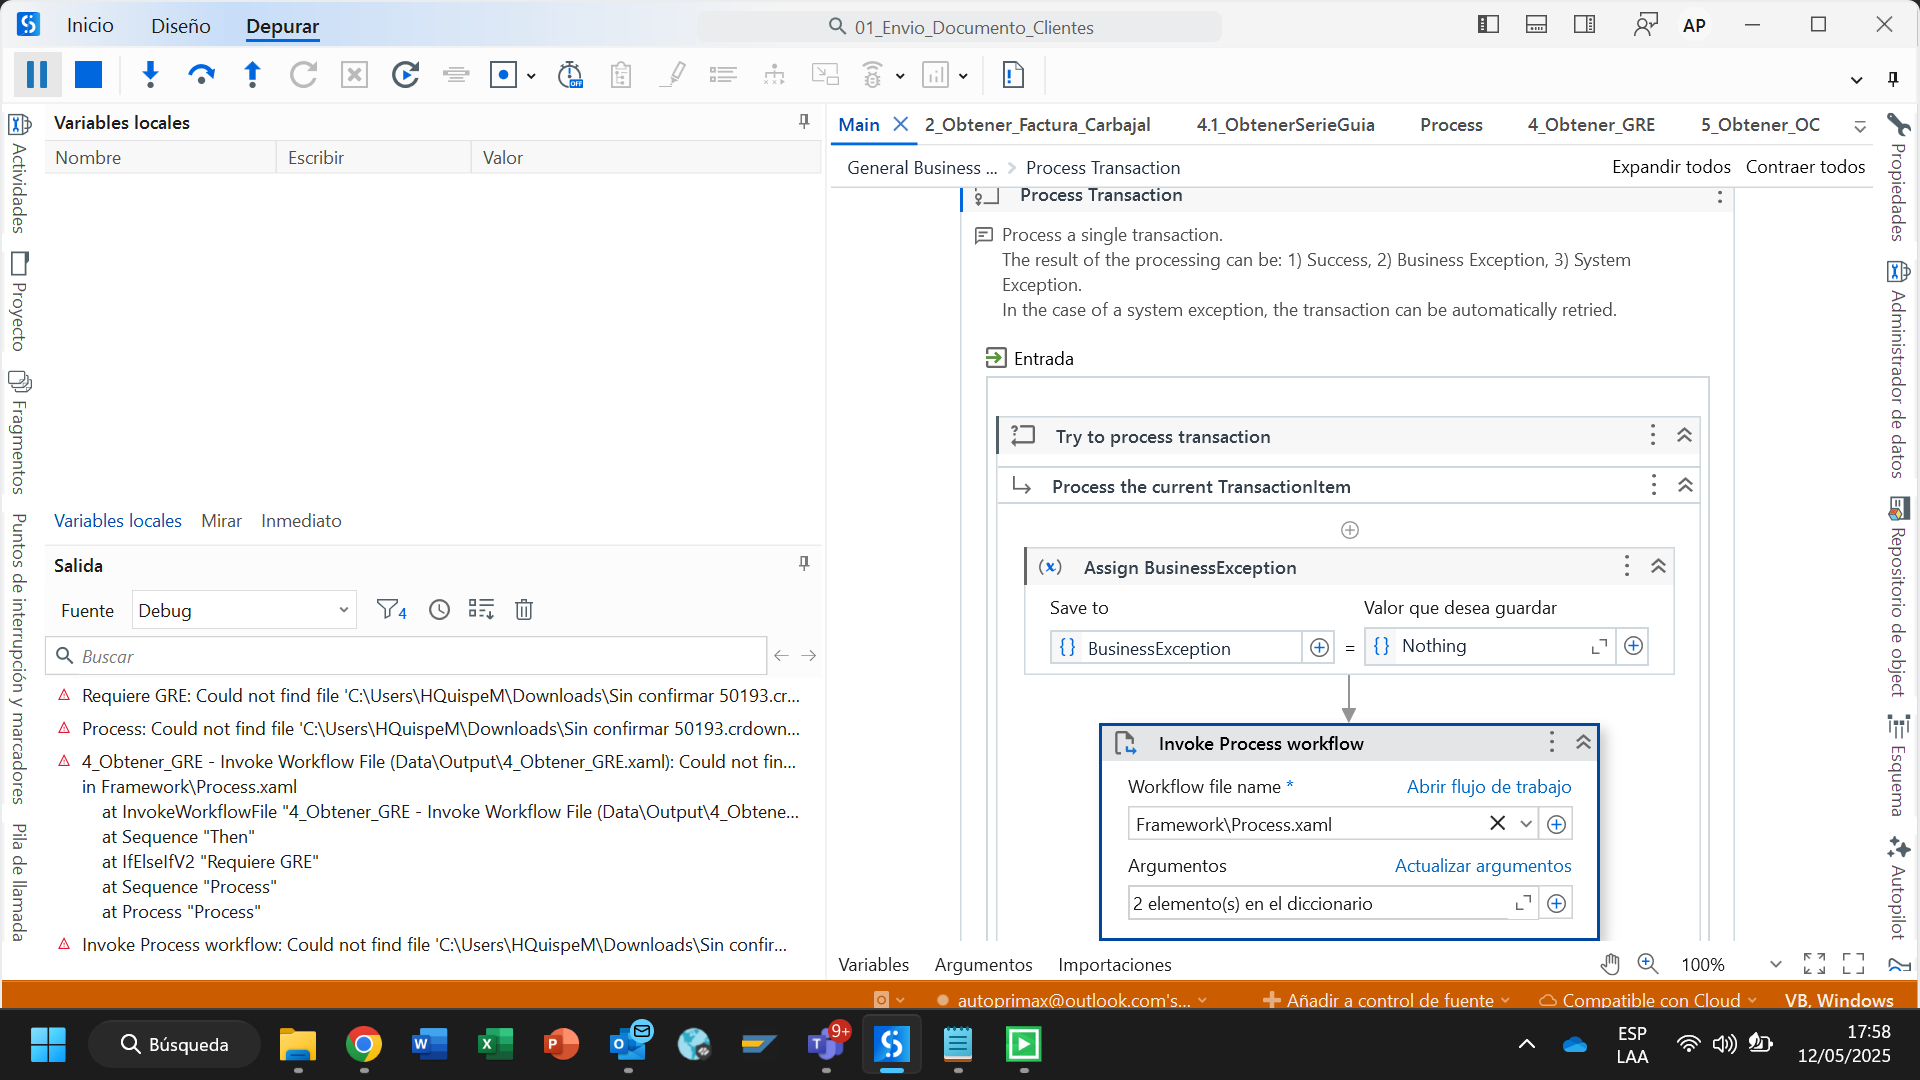 Inicio
Diseño
Depurar
01_Envio_Documento_Clientes
AP
OFF
Variables locales
Nombre
Escribir
Valor
Actividades
Proyecto
Fragmentos
Puntos de interrupción y marcadores
Pila de llamada
Variables locales
Mirar
Inmediato
Salida
Fuente
Debug
4
Buscar
Requiere GRE: Could not find file 'C:\Users\HQuispeM\Downloads\Sin confirmar 50193.cr...
Process: Could not find file 'C:\Users\HQuispeM\Downloads\Sin confirmar 50193.crdown...
4_Obtener_GRE - Invoke Workflow File (Data\Output\4_Obtener_GRE.xaml): Could not fin...
in Framework\Process.xaml
at InvokeWorkflowFile "4_Obtener_GRE - Invoke Workflow File (Data\Output\4_Obtene...
at Sequence "Then"
at IfElseIfV2 "Requiere GRE"
at Sequence "Process"
at Process "Process"
Invoke Process workflow: Could not find file 'C:\Users\HQuispeM\Downloads\Sin confir...
Main
2_Obtener_Factura_Carbajal
4.1_ObtenerSerieGuia
Process
4_Obtener_GRE
5_Obtener_OC
General Business ...
Process Transaction
Expandir todos
Contraer todos
Process Transaction
Process a single transaction.
The result of the processing can be: 1) Success, 2) Business Exception, 3) System
Exception.
In the case of a system exception, the transaction can be automatically retried.
Entrada
Try to process transaction
Process the current TransactionItem
Assign BusinessException
Save to
Valor que desea guardar
BusinessException
=
Nothing
Invoke Process workflow
Workflow file name *
Abrir flujo de trabajo
Framework\Process.xaml
Argumentos
Actualizar argumentos
2 elemento(s) en el diccionario
Variables
Argumentos
Importaciones
100%
Propiedades
Administrador de datos
Repositorio de object
Esquema
Autopilot
autoprimax@outlook.com's...
Añadir a control de fuente
Compatible con Cloud
VB, Windows
Búsqueda
9+
ESP
LAA
17:58
12/05/2025